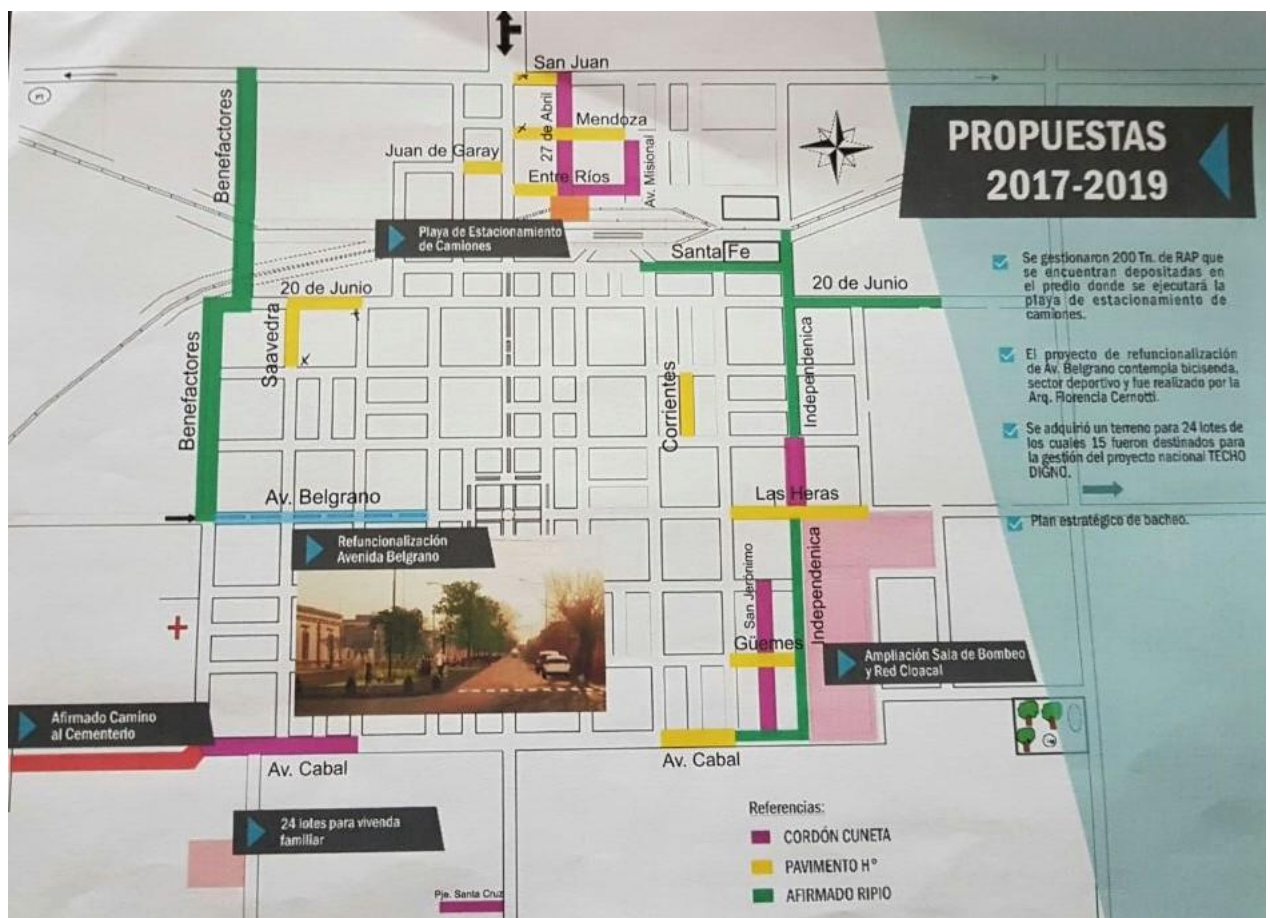 San Juan
27 de Abril
Mendoza
Benefactores
Juan de Garay
Entre Ríos
Av. Misional
PROPUESTAS
2017-2019
Playa de Estacionamiento
de Camiones
Santa Fe
20 de Junio
20 de Junio
Saavedra
Benefactores
Corrientes
Independenica
Se gestionaron 200 Tn. de RAP que
se encuentran depositadas en
el predio donde se ejecutará la
playa de estacionamiento de
camiones.
El proyecto de refuncionalización
de Av. Belgrano contempla bicisenda,
sector deportivo y fue realizado por la
Arq. Florencia Cernotti.
Se adquirió un terreno para 24 lotes de
los cuales 15 fueron destinados para
la gestión del proyecto nacional TECHO
DIGNO.
Plan estratégico de bacheo.
Av. Belgrano
Las Heras
Refuncionalización
Avenida Belgrano
San Jerónimo
Independenica
Güemes
Ampliación Sala de Bombeo
y Red Cloacal
Afirmado Camino
al Cementerio
Av. Cabal
Av. Cabal
24 lotes para vivenda
familiar
Pje. Santa Cruz
Referencias:
CORDÓN CUNETA
PAVIMENTO Hº
AFIRMADO RIPIO